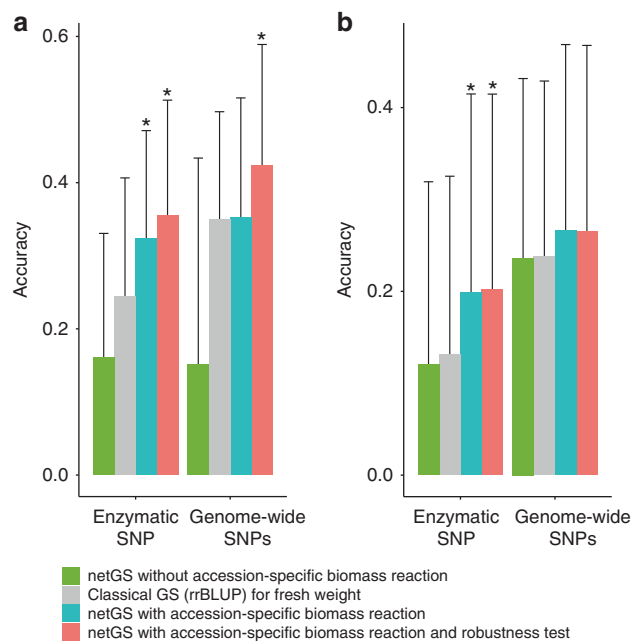 a
0.6
*
*
*
0.4
Accuracy
0.2
0.0
Enzymatic SNP
Genome-wide SNPs
b
* *
0.4
Accuracy
0.2
0.0
Enzymatic SNP
Genome-wide SNPs
netGS without accession-specific biomass reaction
Classical GS (rrBLUP) for fresh weight
netGS with accession-specific biomass reaction
netGS with accession-specific biomass reaction and robustness test